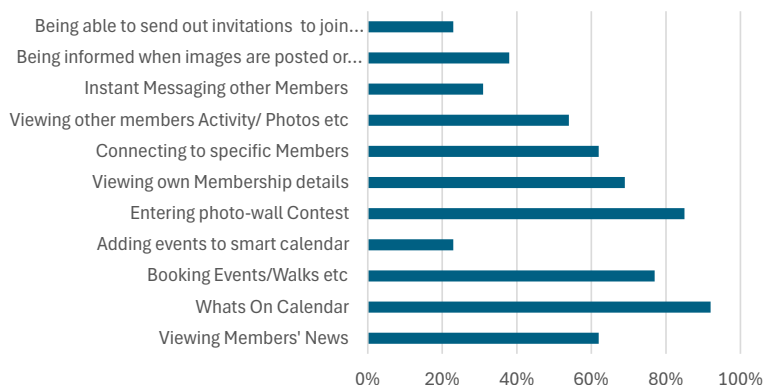 Being able to send out invitations  to join...
Being informed when images are posted or...
Instant Messaging other Members
Viewing other members Activity/ Photos etc
Connecting to specific Members
Viewing own Membership details
Entering photo-wall Contest
Adding events to smart calendar
Booking Events/Walks etc
Whats On Calendar
Viewing Members' News
0% 20% 40% 60% 80% 100%